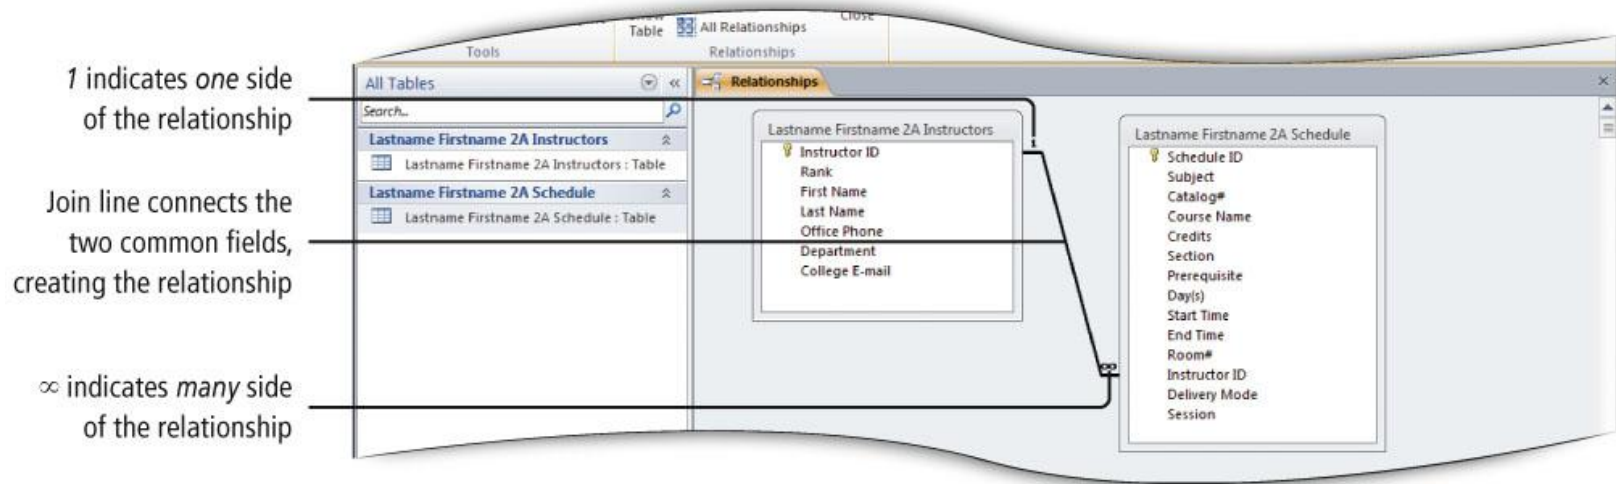 Table
All Relationships
Close
Tools
Relationships
1 indicates one side
of the relationship
Join line connects the
two common fields,
creating the relationship
∞ indicates many side
of the relationship
All Tables
«
Search...
Lastname Firstname 2A Instructors
Lastname Firstname 2A Instructors : Table
Lastname Firstname 2A Schedule
Lastname Firstname 2A Schedule : Table
Relationships
×
Lastname Firstname 2A Instructors
Instructor ID
Rank
First Name
Last Name
Office Phone
Department
College E-mail
1
∞
Lastname Firstname 2A Schedule
Schedule ID
Subject
Catalog#
Course Name
Credits
Section
Prerequisite
Day(s)
Start Time
End Time
Room#
Instructor ID
Delivery Mode
Session